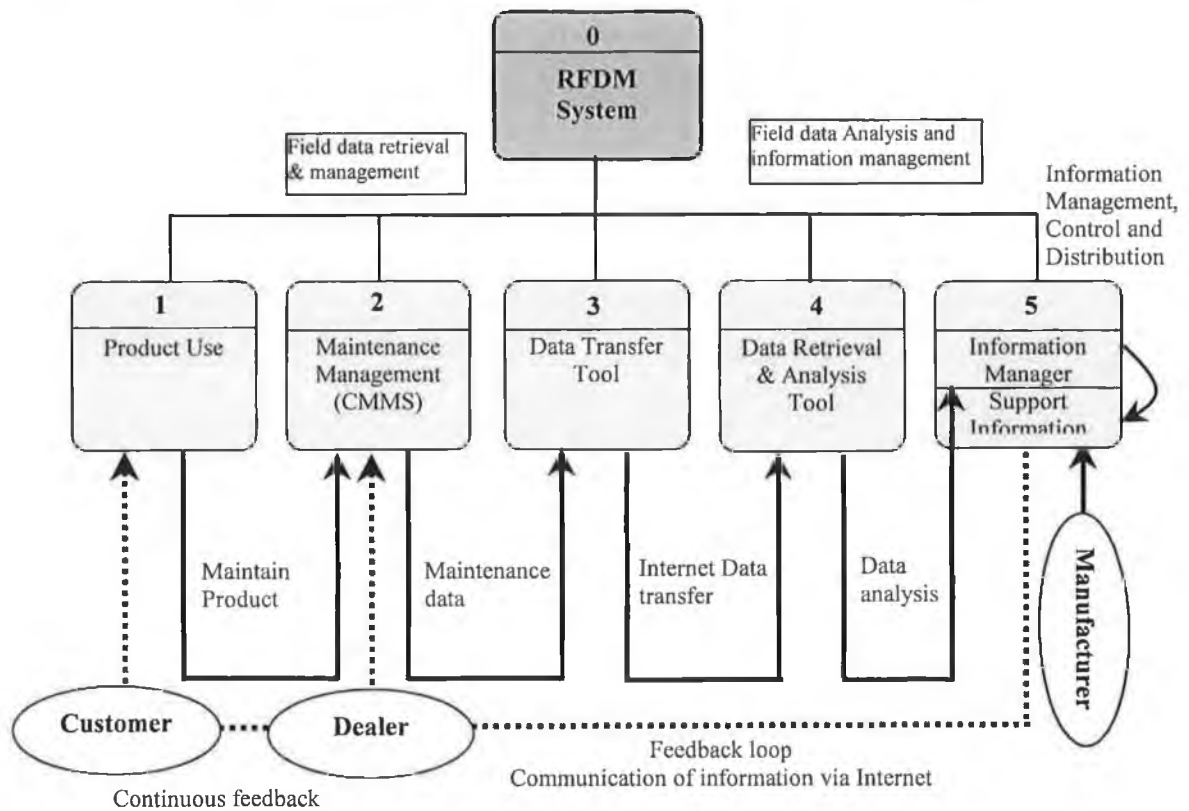 0
RFDM
System
Field data retrieval
& management
Field data Analysis and
information management
Information
Management,
Control and
Distribution
1
Product Use
2
Maintenance
Management
(CMMS)
3
Data Transfer
Tool
4
Data Retrieval
& Analysis
Tool
5
Information
Manager
Support
Information
Maintain
Product
Maintenance
data
Internet Data
transfer
Data
analysis
Manufacturer
Customer
Dealer
Feedback loop
Communication of information via Internet
Continuous feedback